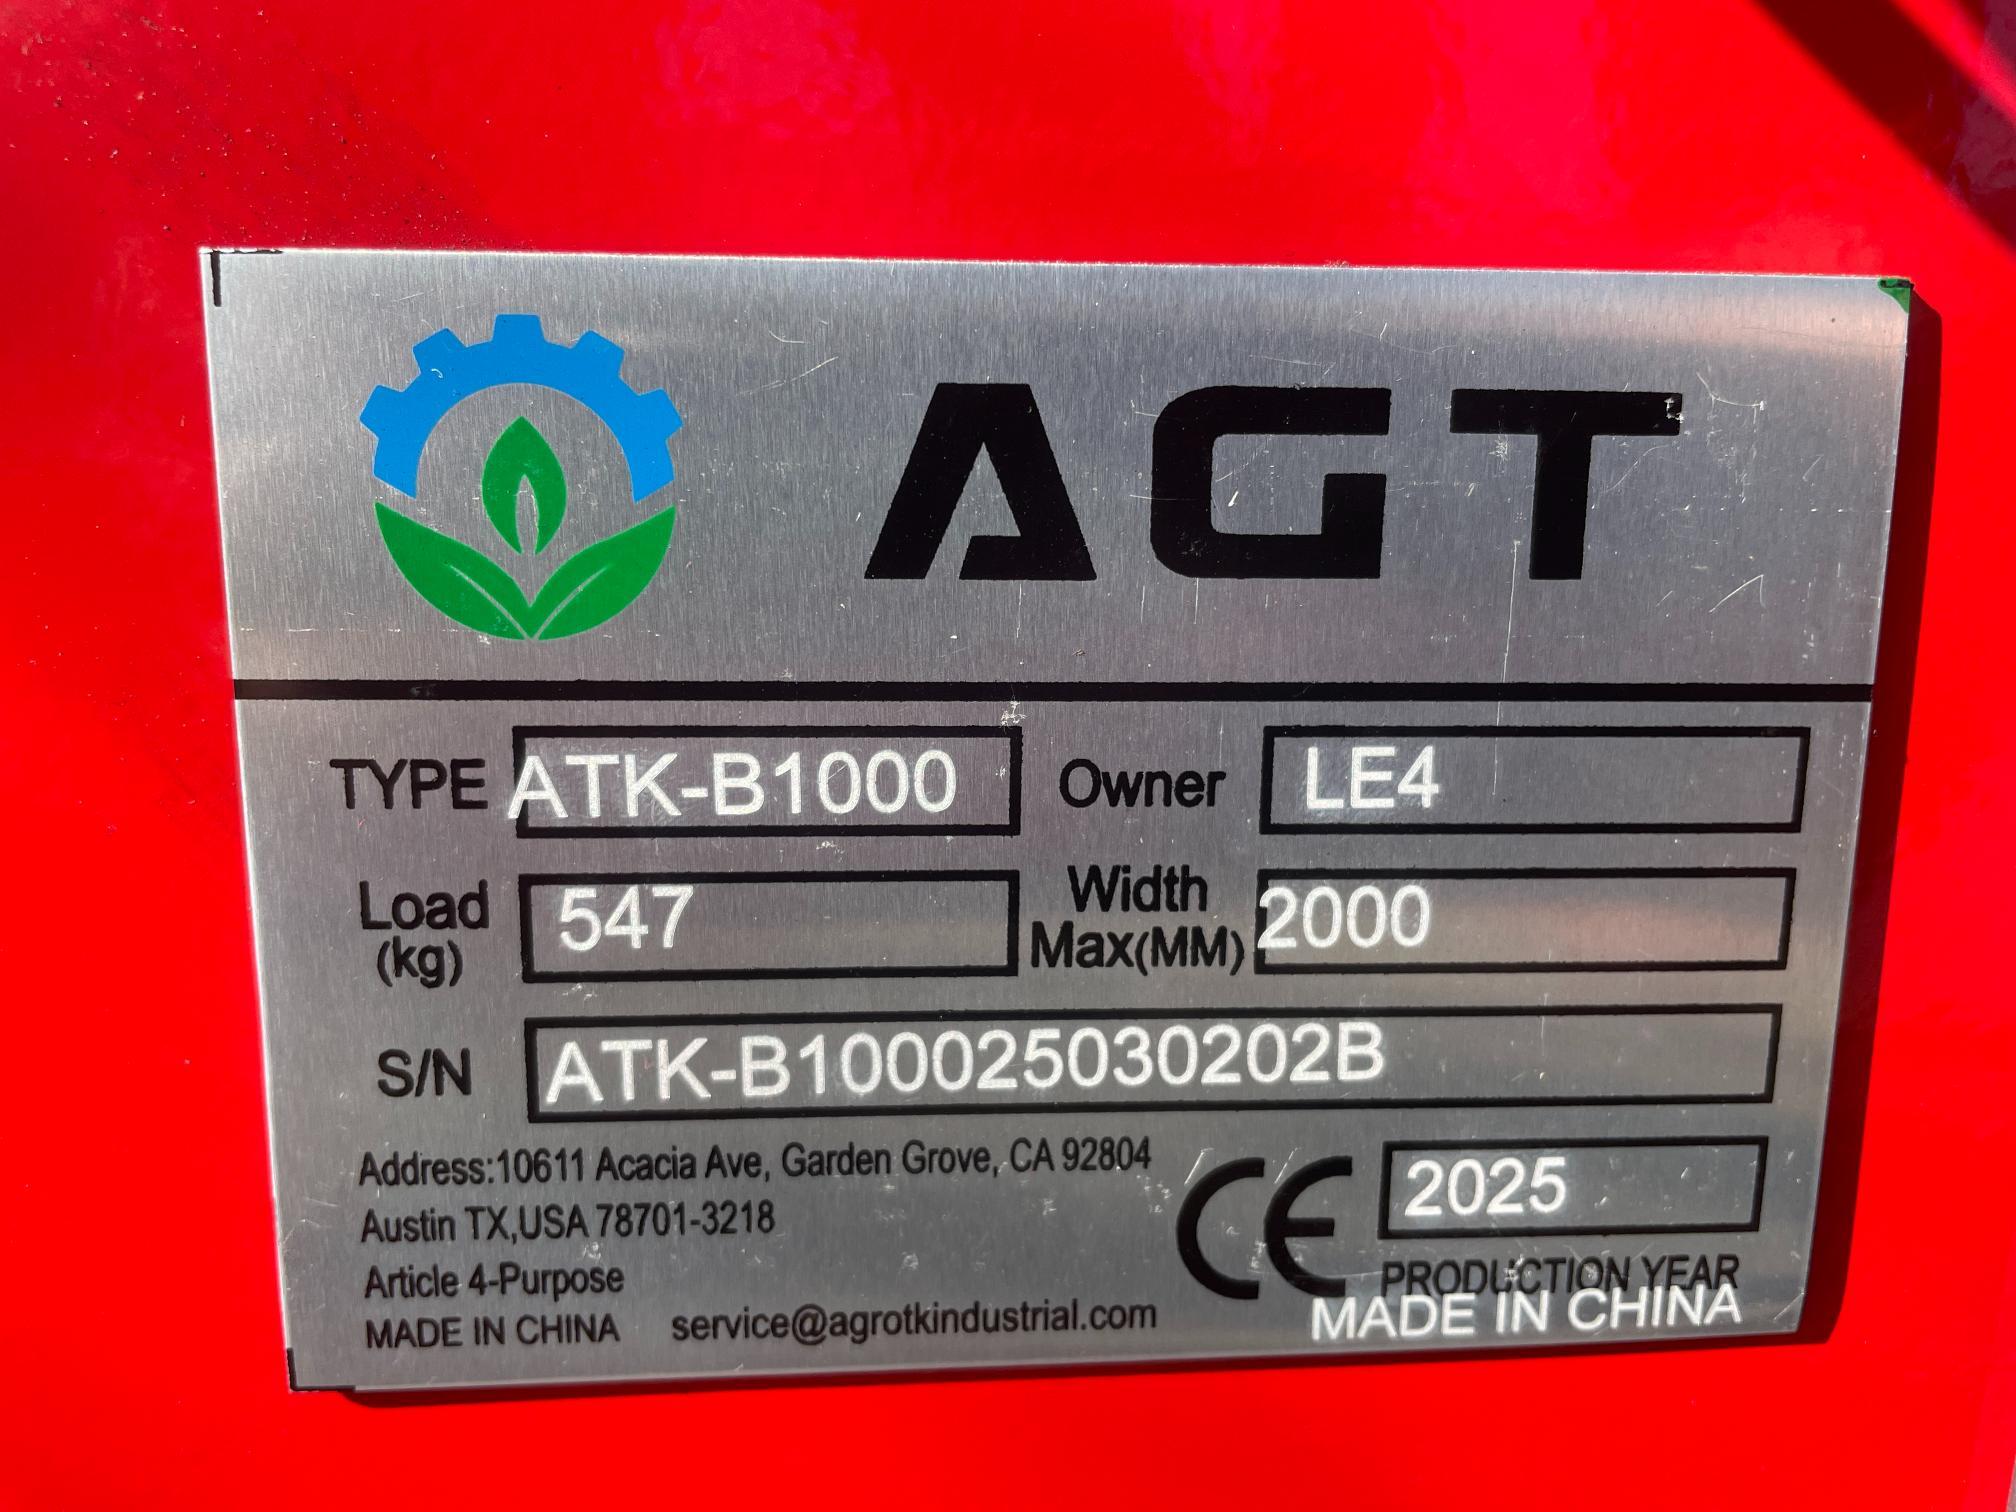 AGT
TYPE ATK-B1000 Owner LE4
Load (kg) 547 Width Max(MM) 2000
S/N ATK-B100025030202B
Address:10611 Acacia Ave, Garden Grove, CA 92804
Austin TX,USA 78701-3218
Article 4-Purpose
MADE IN CHINA service@agrotkindustrial.com
CE 2025
PRODUCTION YEAR
MADE IN CHINA